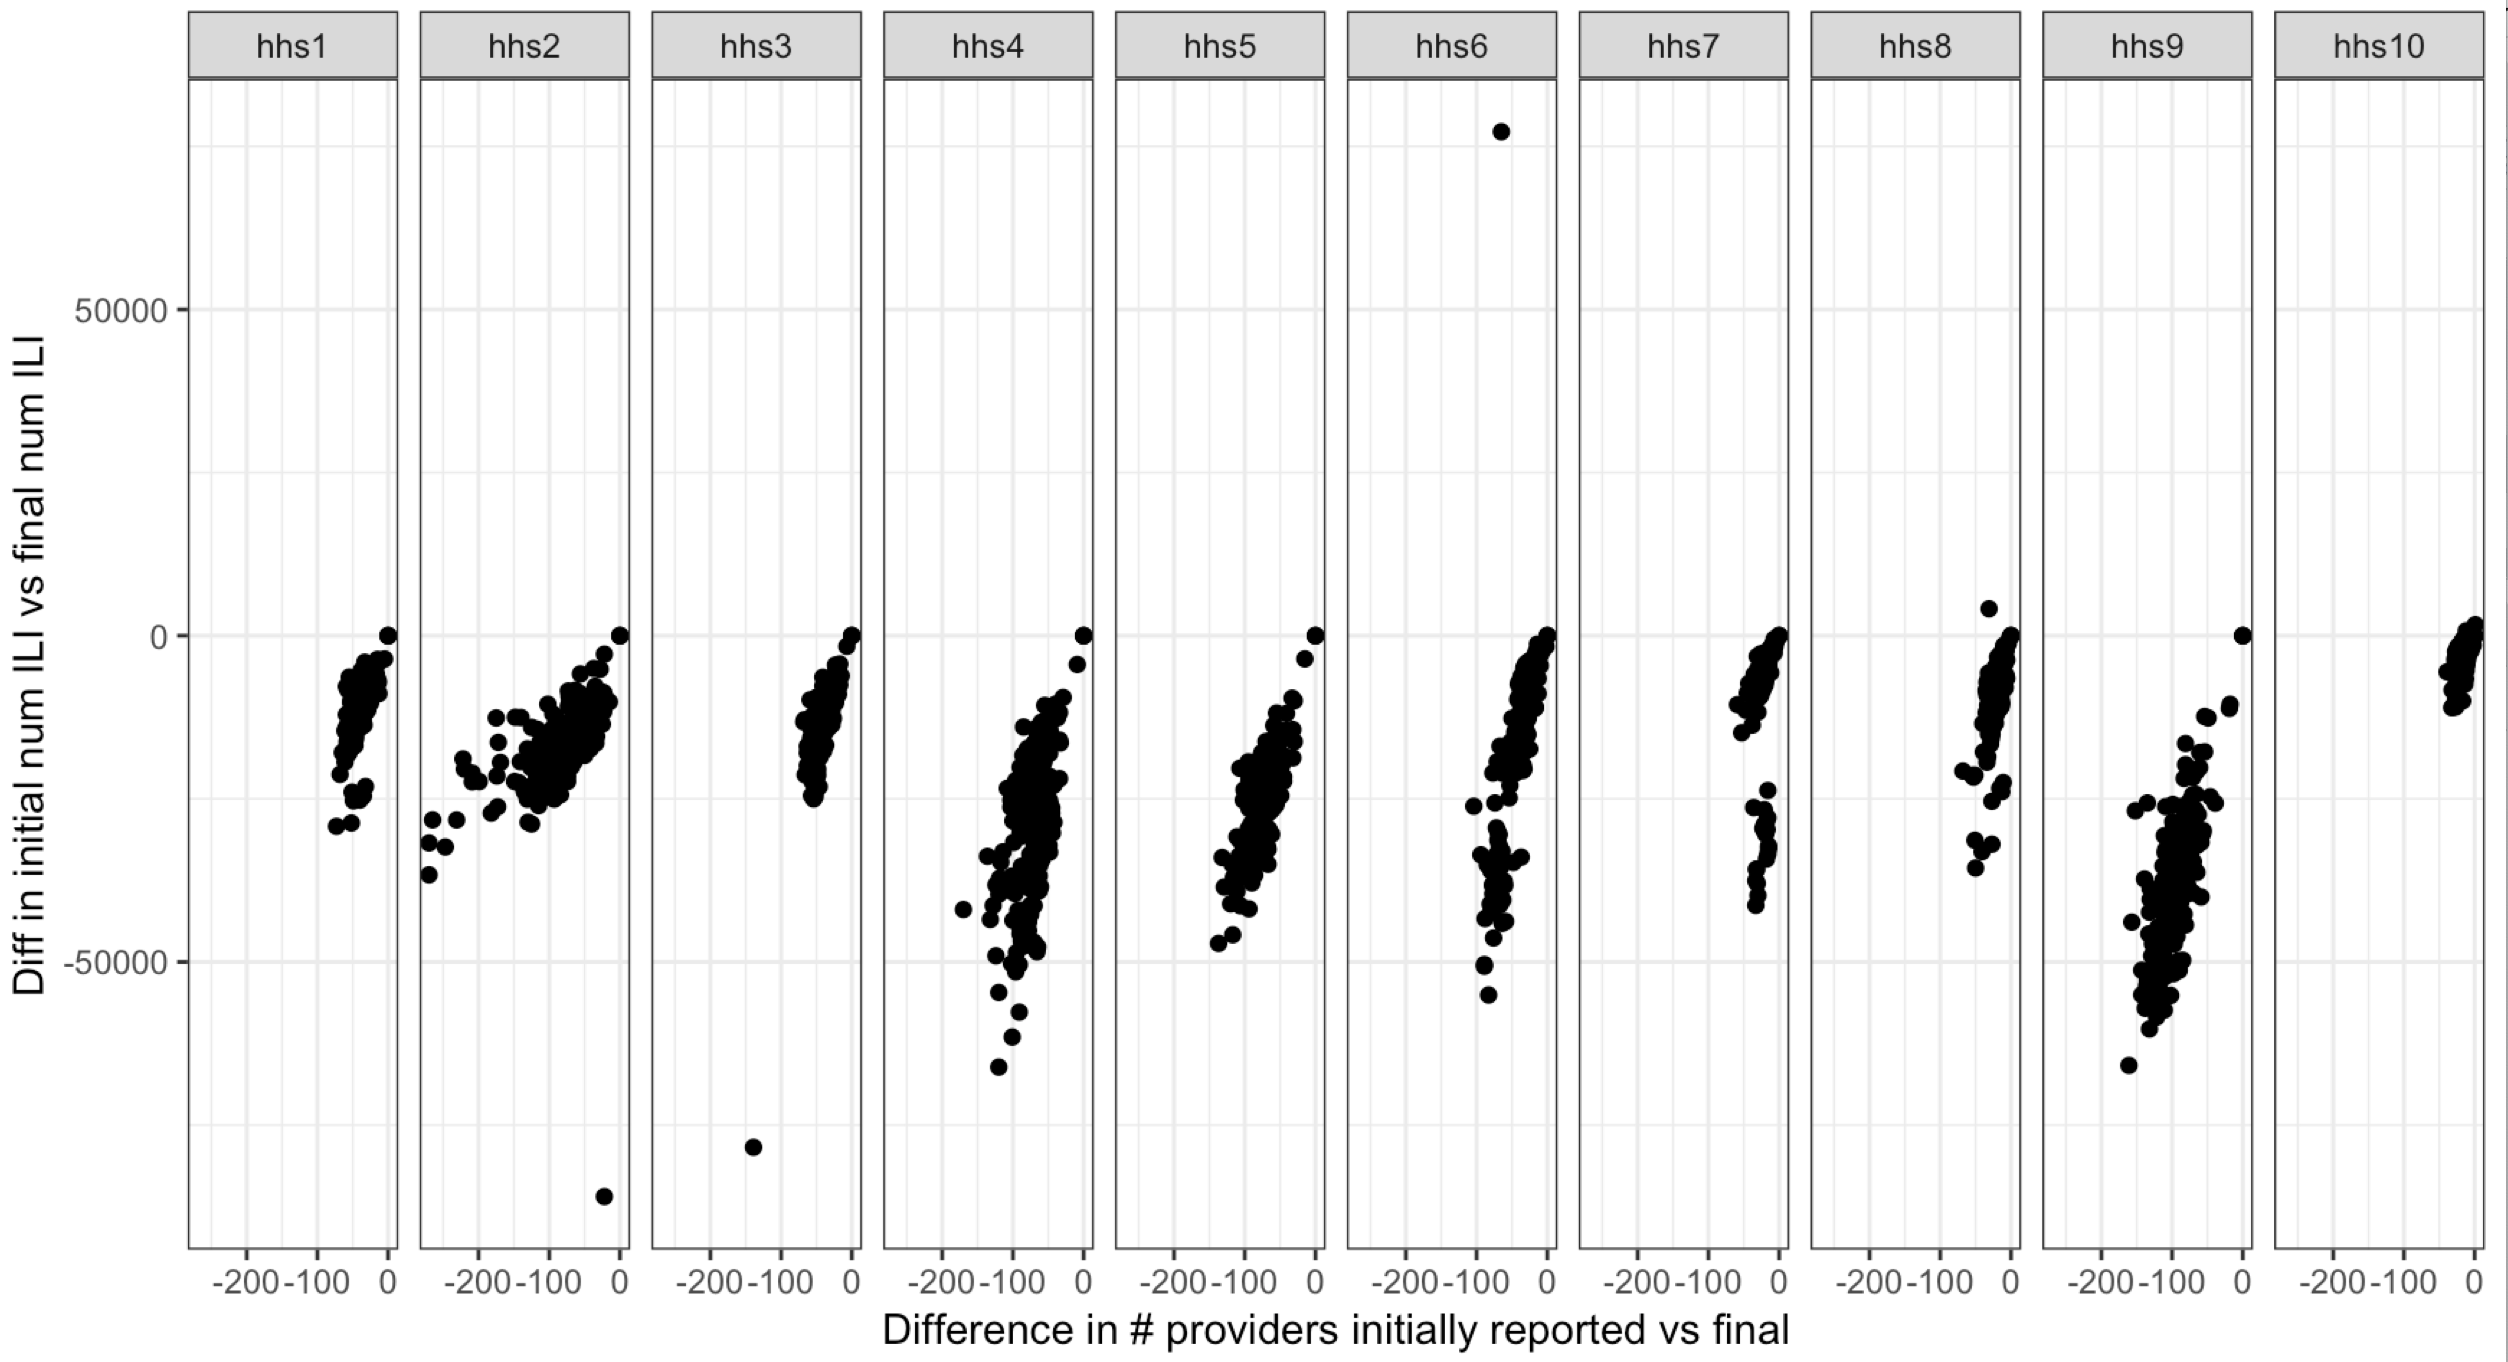 hhs1 hhs2 hhs3 hhs4 hhs5 hhs6 hhs7 hhs8 hhs9 hhs10
Diff in initial num ILI vs final num ILI
50000
0
-50000
-200 -100 0 -200 -100 0 -200 -100 0 -200 -100 0 -200 -100 0 -200 -100 0 -200 -100 0 -200 -100 0 -200 -100 0 -200 -100 0
Difference in # providers initially reported vs final